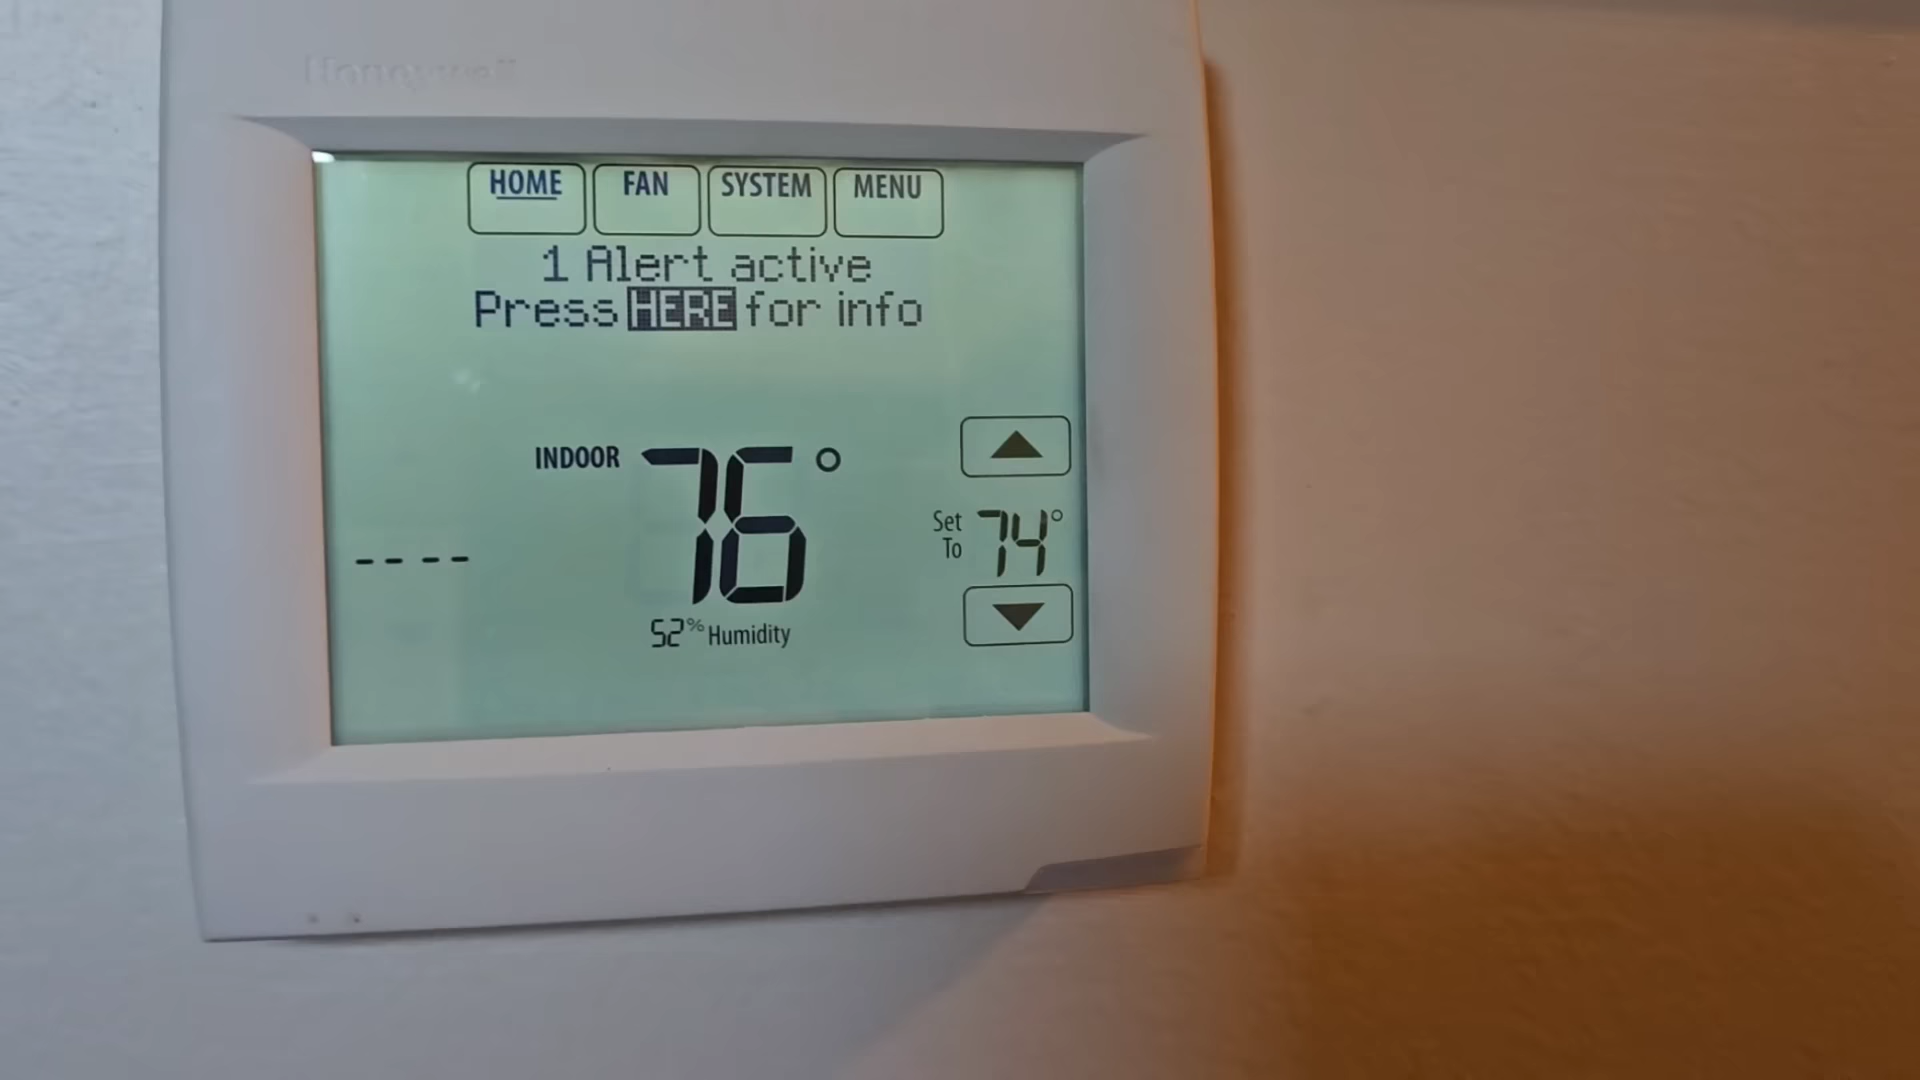 Honeywell
HOME FAN SYSTEM MENU
1 Alert active
Press HERE for info
INDOOR 76°
Set To 74°
-- --
52% Humidity